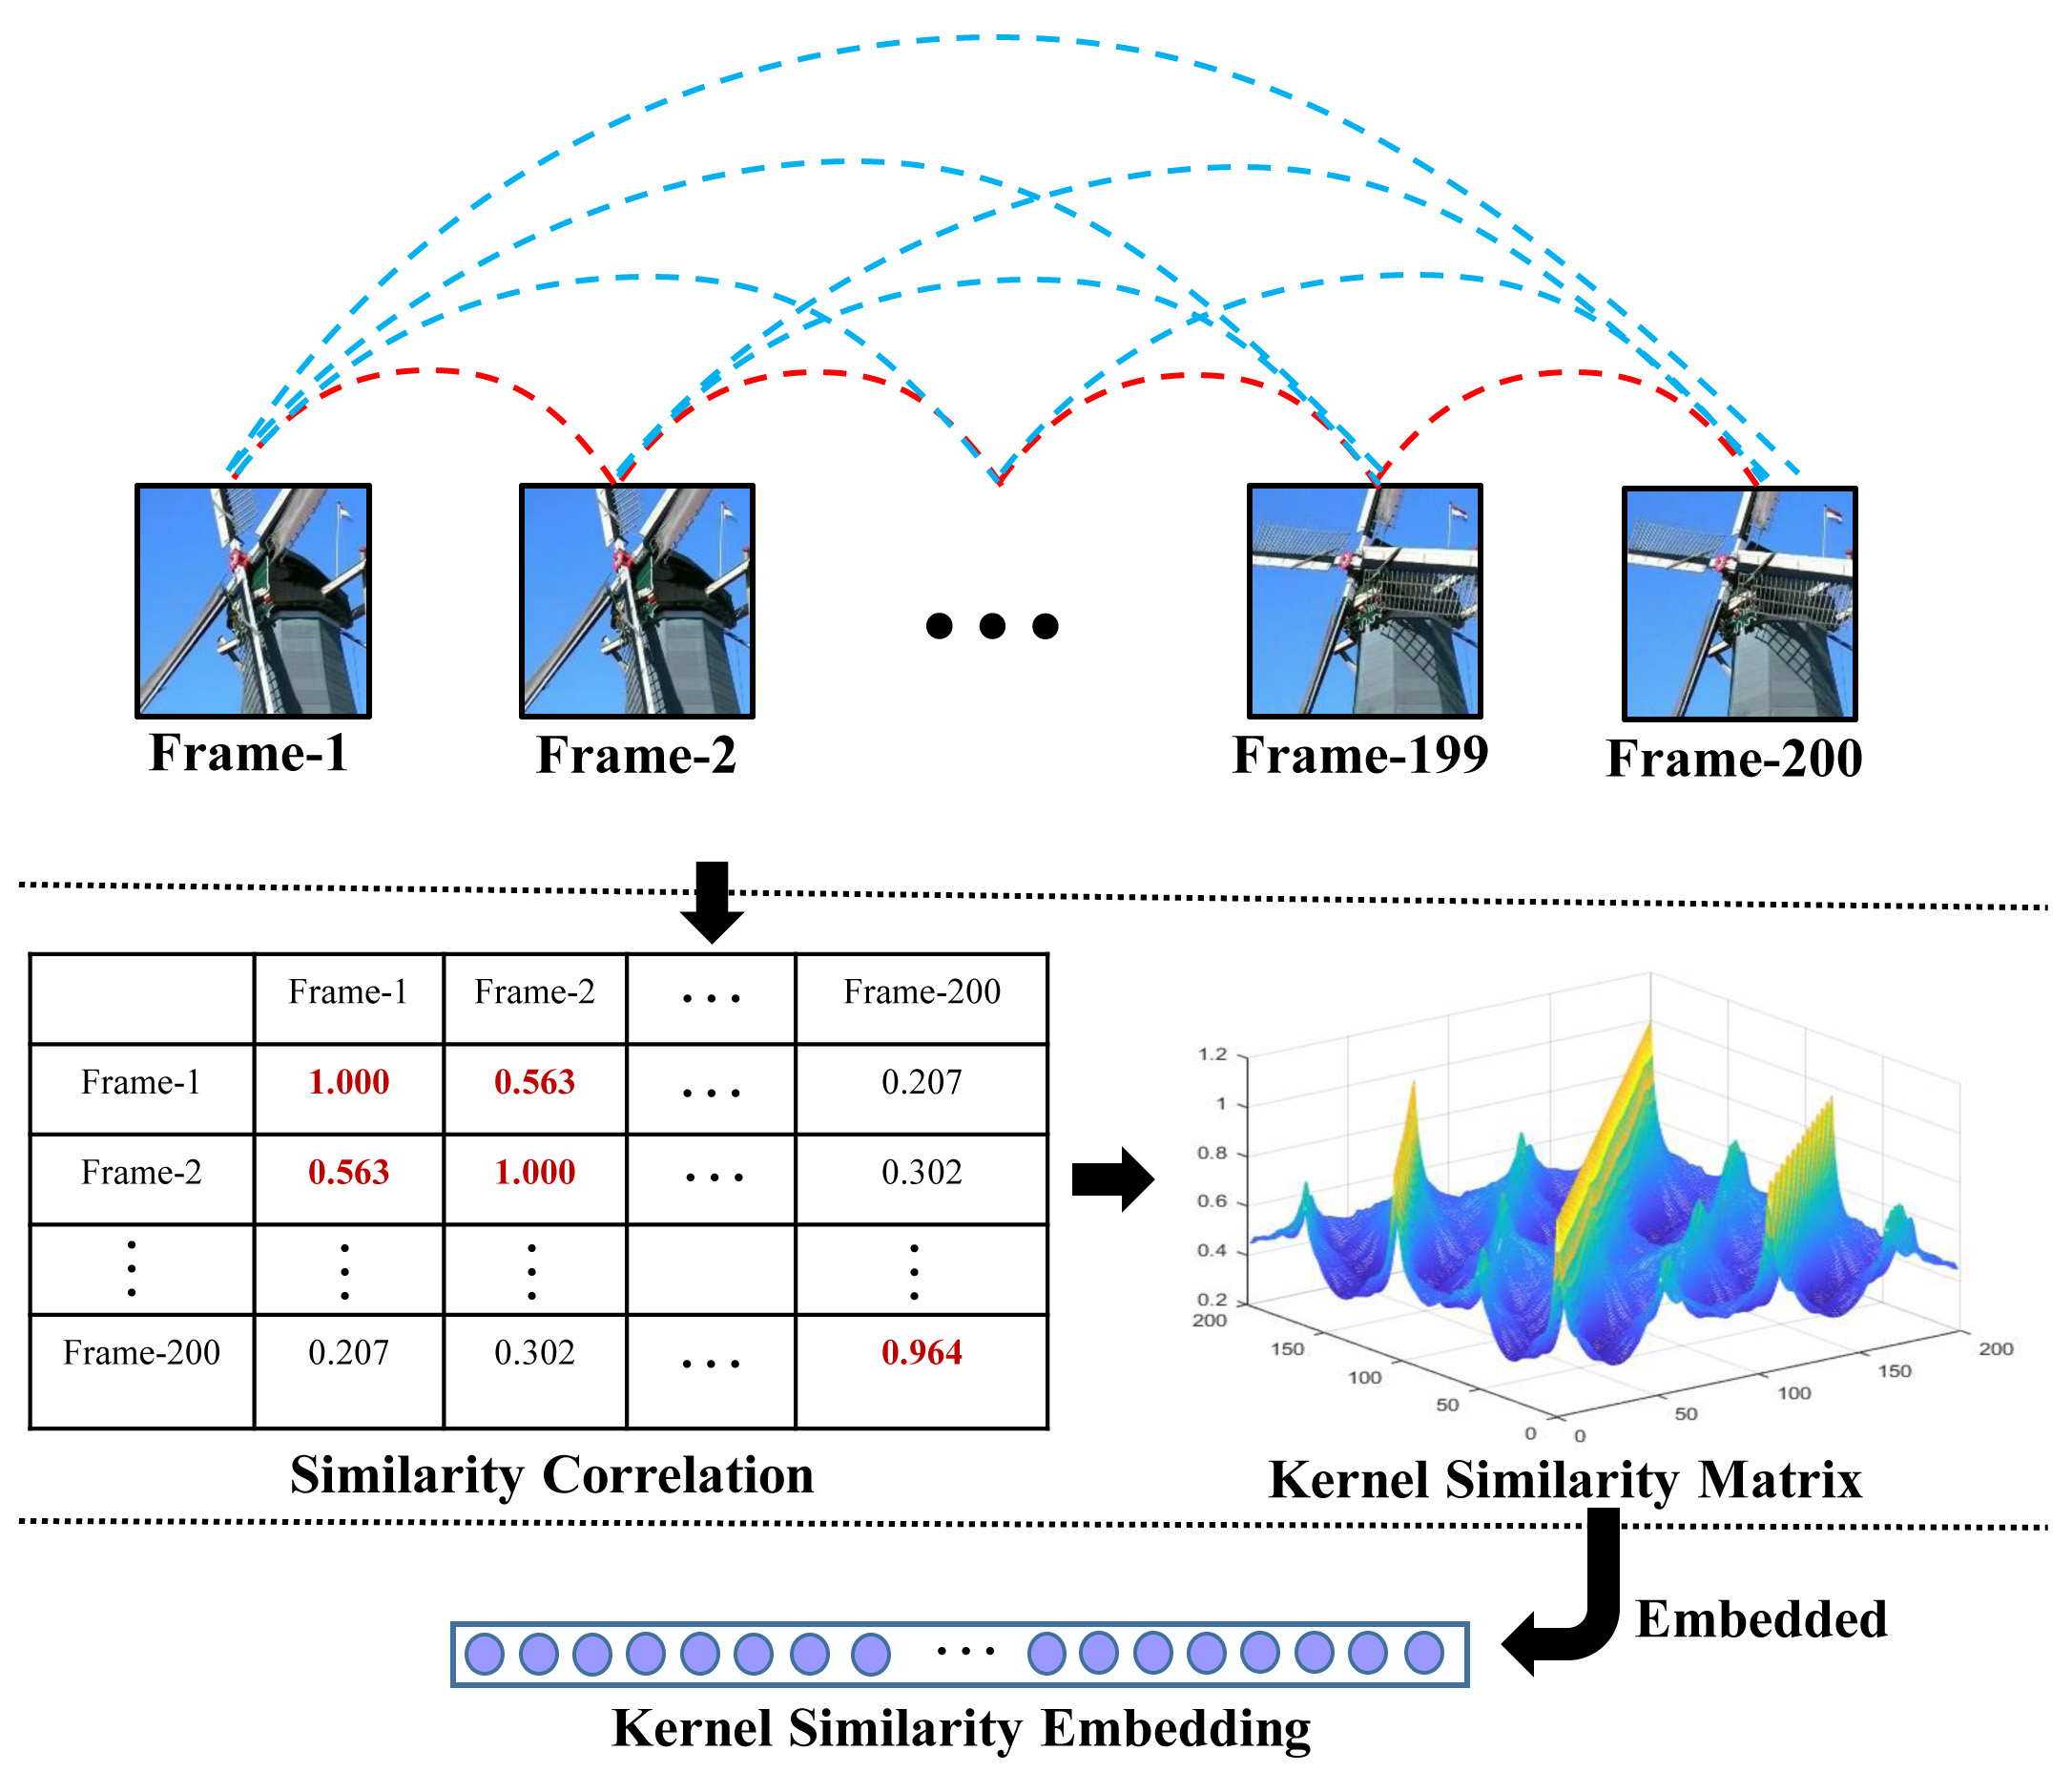 Frame-1
Frame-2
Frame-199
Frame-200
Frame-1 Frame-2 ... Frame-200
Frame-1 1.000 0.563 ... 0.207
Frame-2 0.563 1.000 ... 0.302
Frame-200 0.207 0.302 ... 0.964
Similarity Correlation
1.2
1
0.8
0.6
0.4
0.2
200
150
100
50
0
0
50
100
150
200
Kernel Similarity Matrix
Embedded
Kernel Similarity Embedding